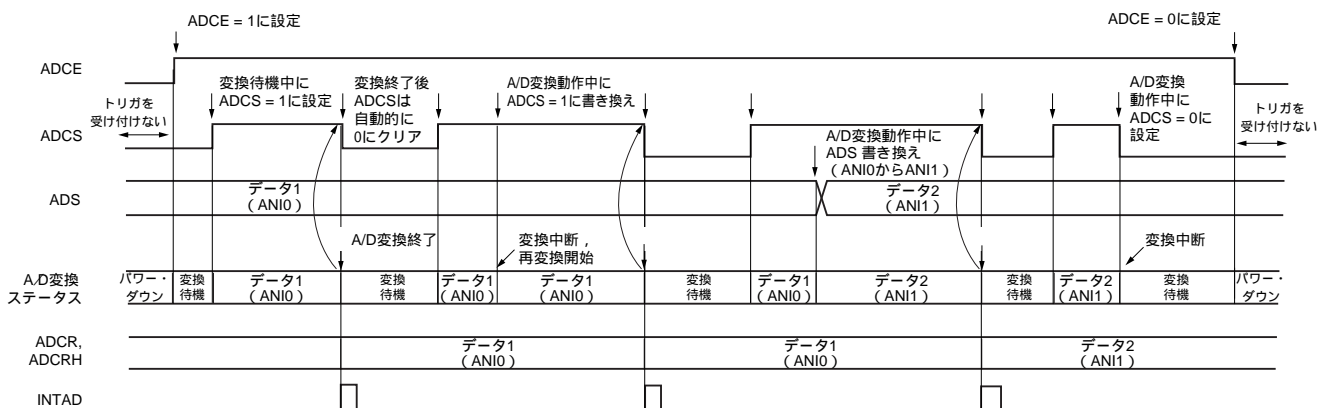 ADCE = 1に設定
ADCE = 0に設定
ADCE
トリガを
受け付けない
変換待機中に
ADCS = 1に設定
変換終了後
ADCSは
自動的に
0にクリア
A/D変換動作中に
ADCS = 1に書き換え
A/D変換
動作中に
ADCS = 0に
設定
トリガを
受け付けない
ADCS
A/D変換動作中に
ADS 書き換え
(ANI0からANI1)
ADS
データ1
(ANI0)
データ2
(ANI1)
A/D変換終了
変換中断,
再変換開始
変換中断
A/D変換
ステータス
パワー・
ダウン
変換
待機
データ1
(ANI0)
変換
待機
データ1
(ANI0)
データ1
(ANI0)
変換
待機
データ1
(ANI0)
データ2
(ANI1)
変換
待機
データ2
(ANI1)
変換
待機
パワー・
ダウン
ADCR,
ADCRH
データ1
(ANI0)
データ1
(ANI0)
データ2
(ANI1)
INTAD